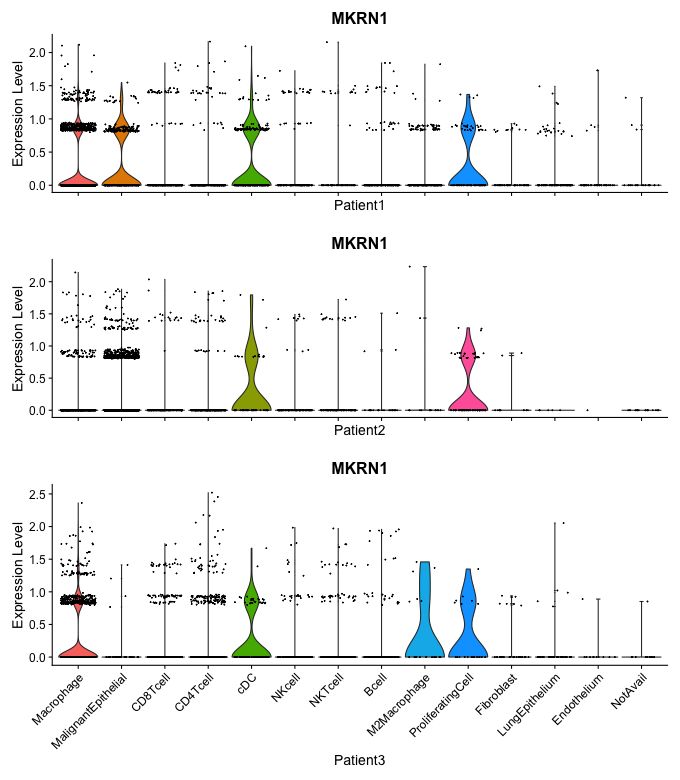 MKRN1
Expression Level
2.0
1.5
1.0
0.5
0.0
Patient1
MKRN1
Expression Level
2.0
1.5
1.0
0.5
0.0
Patient2
MKRN1
Expression Level
2.5
2.0
1.5
1.0
0.5
0.0
Macrophage
MalignantEpithelial
CD8Tcell
CD4Tcell
cDC
NKcell
NKTcell
Bcell
M2Macrophage
ProliferatingCell
Fibroblast
LungEpithelium
Endothelium
NotAvail
Patient3